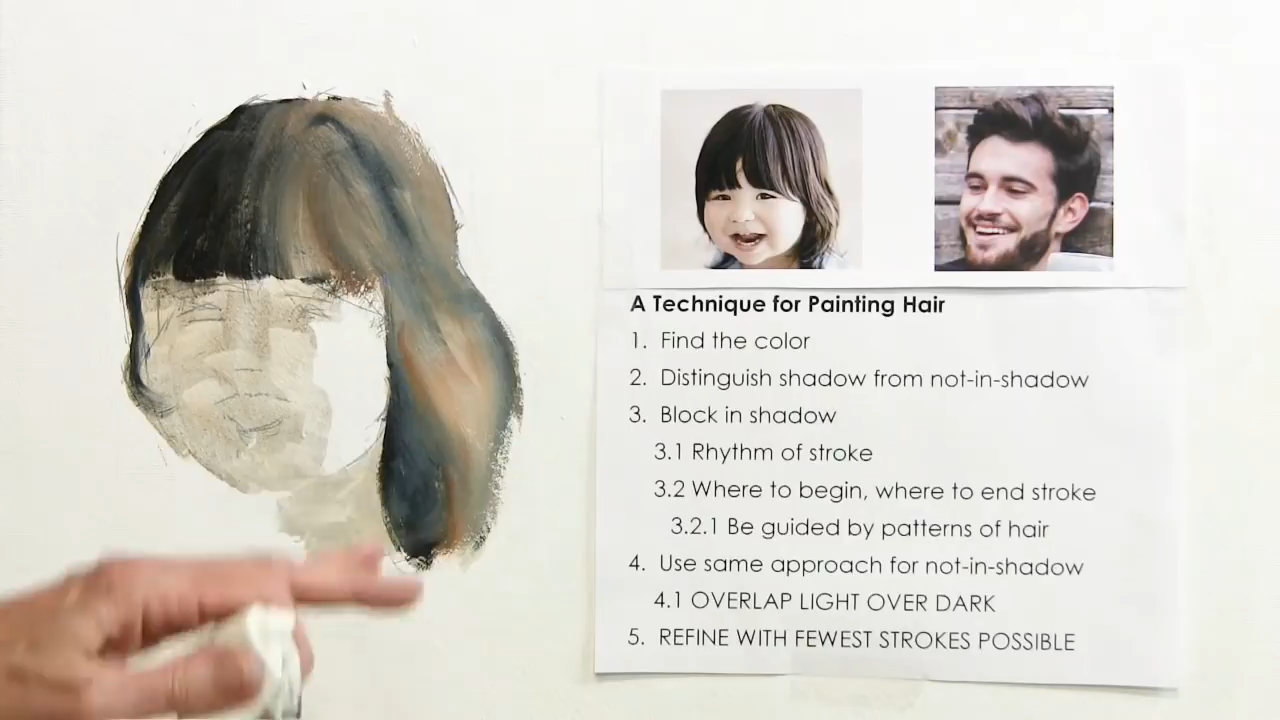 A Technique for Painting Hair
1. Find the color
2. Distinguish shadow from not-in-shadow
3. Block in shadow
3.1 Rhythm of stroke
3.2 Where to begin, where to end stroke
3.2.1 Be guided by patterns of hair
4. Use same approach for not-in-shadow
4.1 OVERLAP LIGHT OVER DARK
5. REFINE WITH FEWEST STROKES POSSIBLE